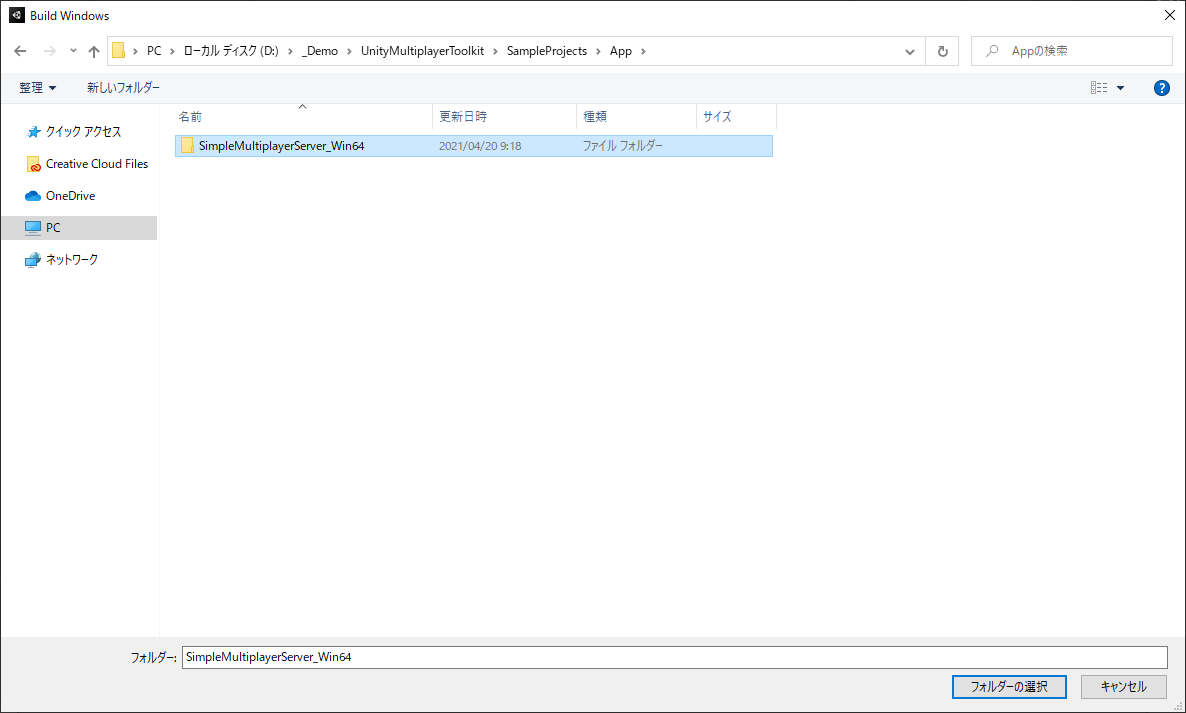 Build Windows
PC › ローカル ディスク (D:) › _Demo › UnityMultiplayerToolkit › SampleProjects › App ›
Appの検索
整理 新しいフォルダー
名前 更新日時 種類 サイズ
SimpleMultiplayerServer_Win64 2021/04/20 9:18 ファイル フォルダー
クイック アクセス
Creative Cloud Files
OneDrive
PC
ネットワーク
フォルダー: SimpleMultiplayerServer_Win64
フォルダーの選択 キャンセル